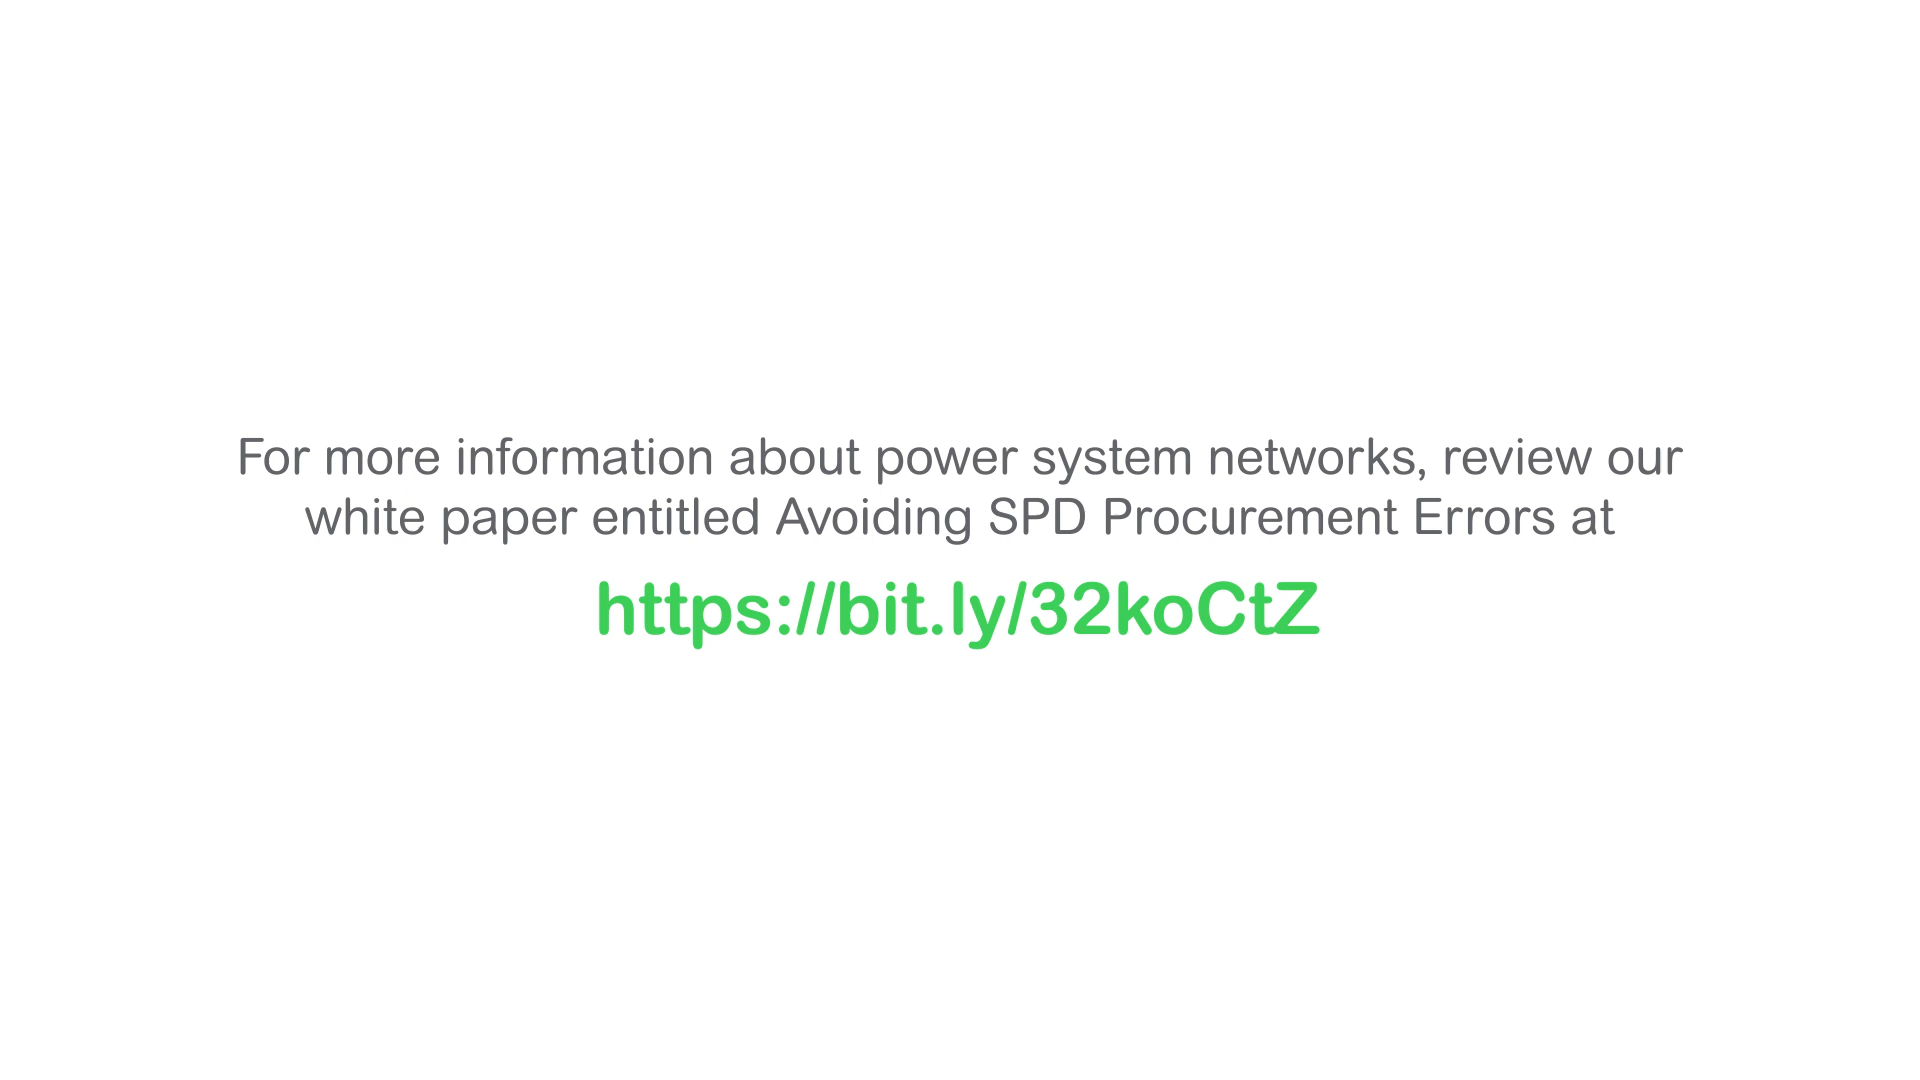 For more information about power system networks, review our
white paper entitled Avoiding SPD Procurement Errors at
https://bit.ly/32koCtZ